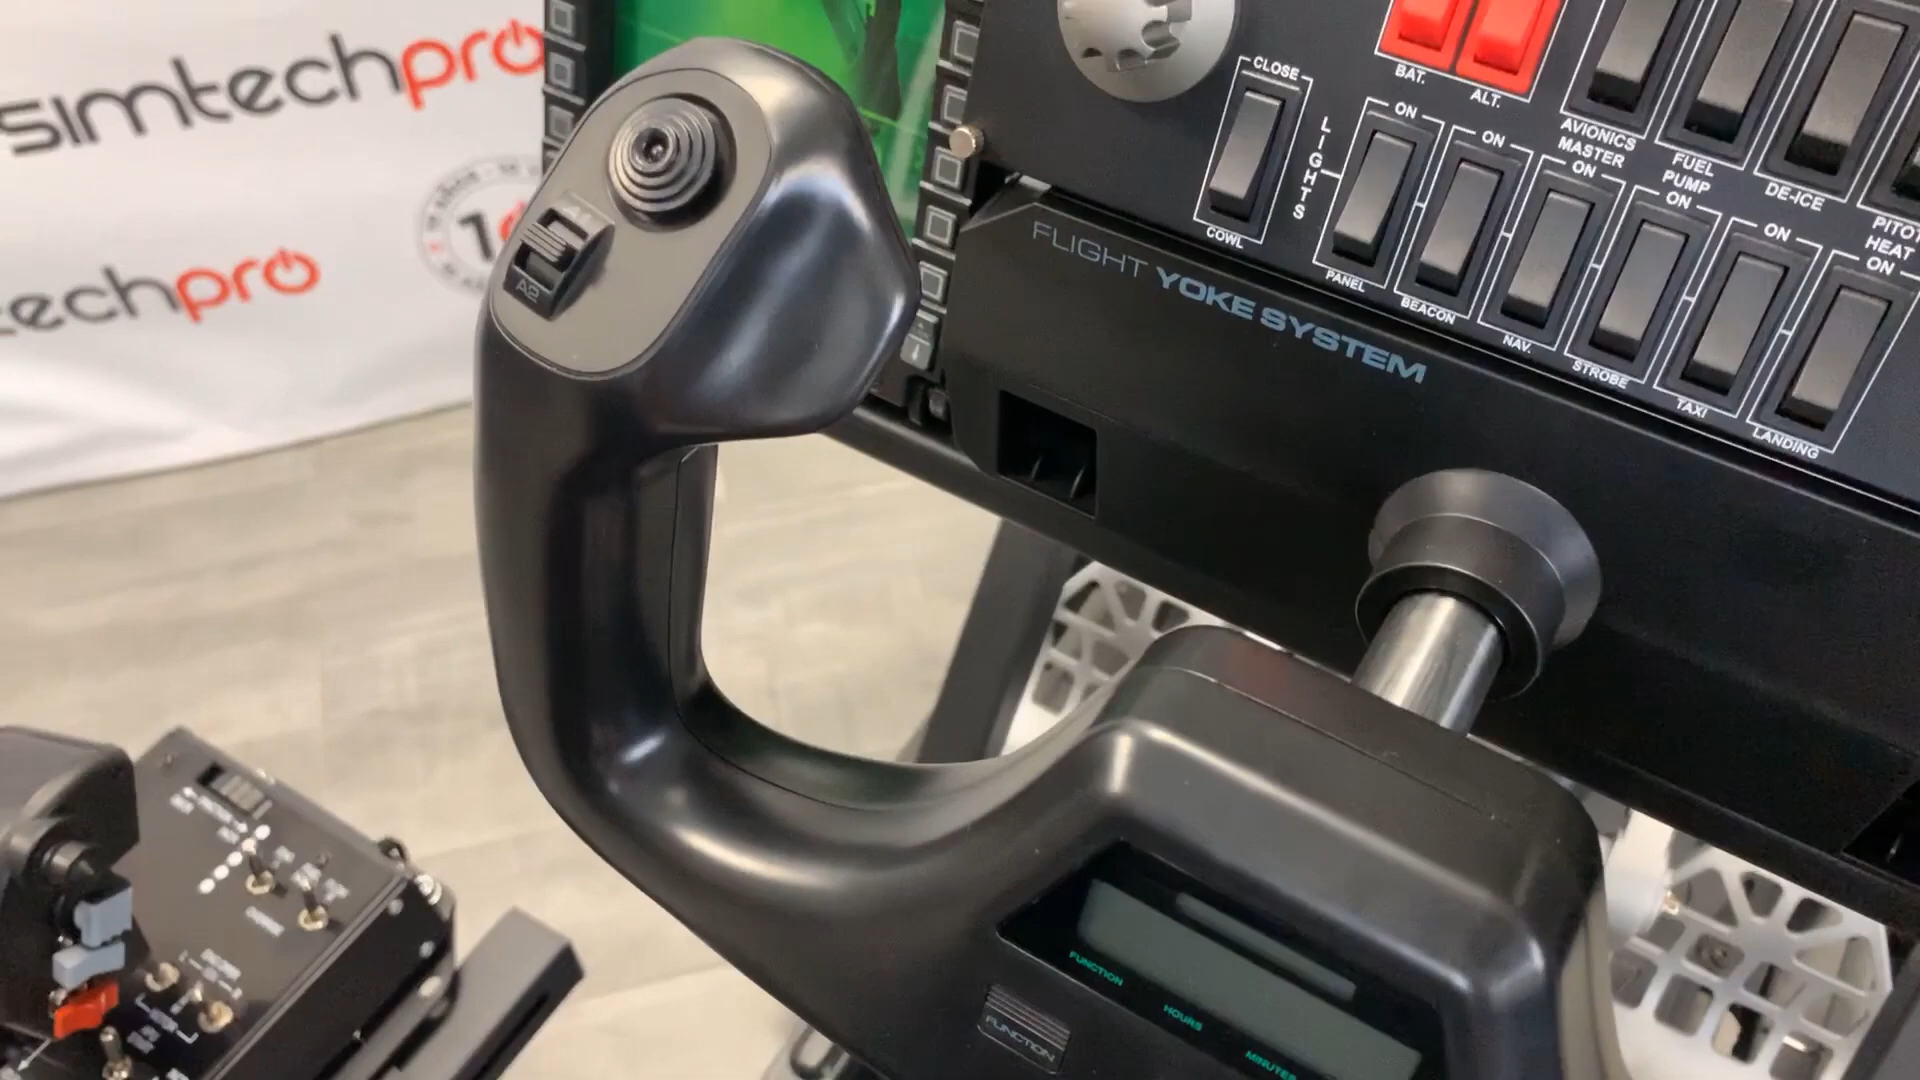 simtechpro
techpro
A2
CLOSE
COWL
LIGHTS
BAT.
ALT.
AVIONICS
MASTER
FUEL
PUMP
DE-ICE
PITOT
HEAT
ON
PANEL
ON
BEACON
ON
NAV.
ON
STROBE
ON
TAXI
ON
LANDING
FLIGHT YOKE SYSTEM
FUNCTION
HOURS
MINUTES
FUNCTION